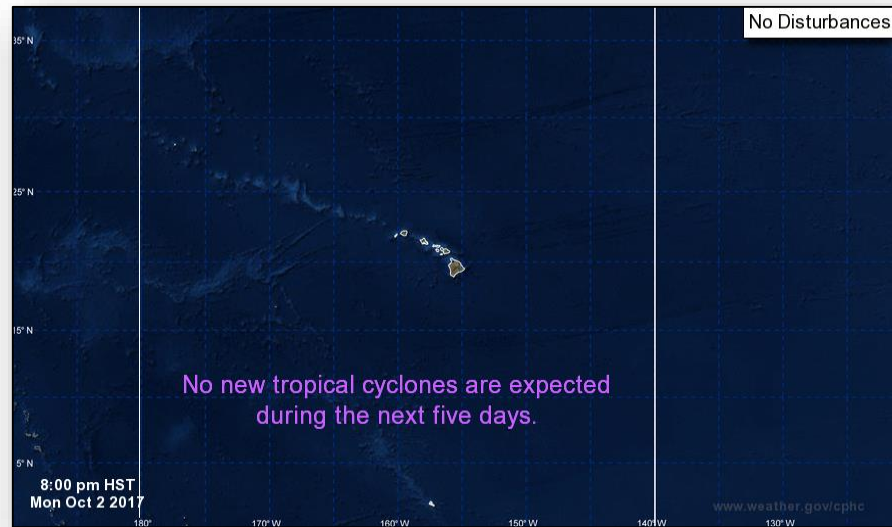 No Disturbances
35° N
25° N
15° N
No new tropical cyclones are expected
during the next five days.
5° N
8:00 pm HST
Mon Oct 2 2017
www.weather.gov/cphc
180°
170° W
160° W
150° W
140° W
130° W